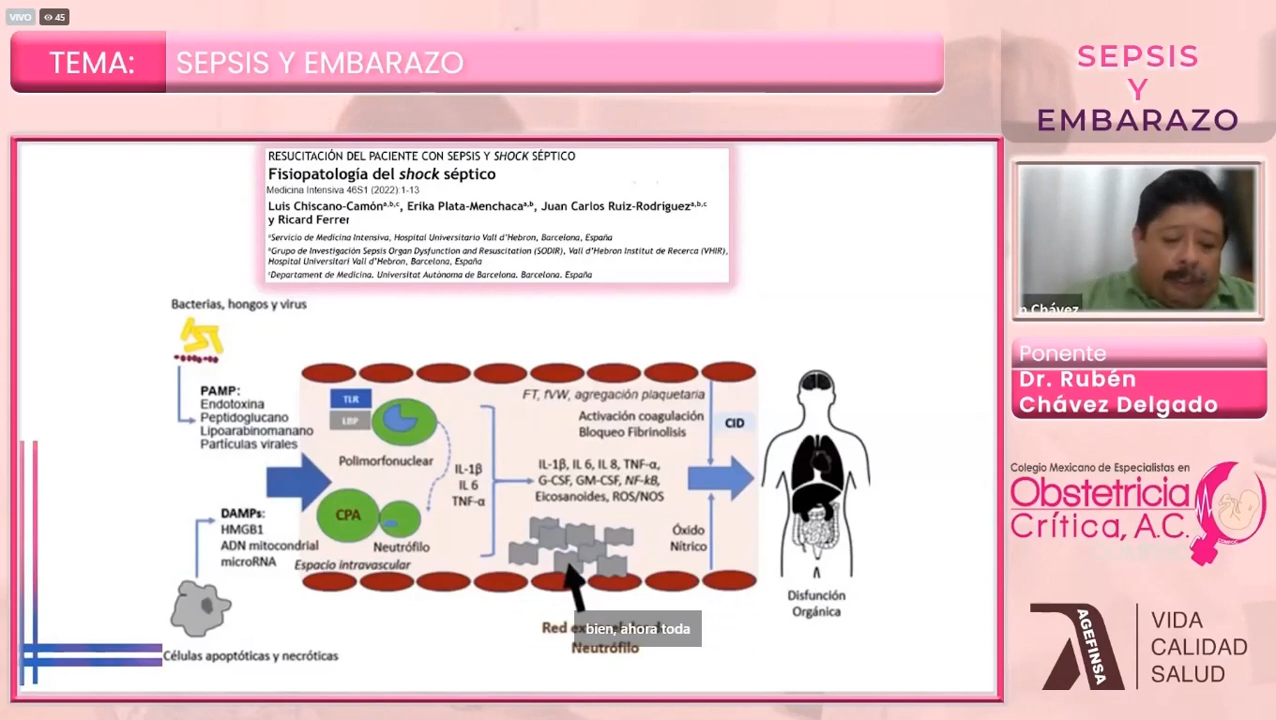 VIVO
45
TEMA:
SEPSIS Y EMBARAZO
SEPSIS
Y
EMBARAZO
RESUCITACIÓN DEL PACIENTE CON SEPSIS Y SHOCK SÉPTICO
Fisiopatología del shock séptico
Medicina Intensiva 46S1 (2022):1-13
Luis Chiscano-Camónᵃ,ᵇ,ᶜ, Erika Plata-Menchacaᵃ,ᵇ, Juan Carlos Ruiz-Rodríguezᵃ,ᵇ,ᶜ
y Ricard Ferrer
ᵃServicio de Medicina Intensiva, Hospital Universitario Vall d'Hebron, Barcelona, España
ᵇGrupo de Investigación Sepsis Organ Dysfunction and Resuscitation (SODIR), Vall d'Hebron Institut de Recerca (VHIR),
Hospital Universitari Vall d'Hebron, Barcelona, España
ᶜDepartament de Medicina. Universitat Autònoma de Barcelona. Barcelona. España
Bacterias, hongos y virus
PAMP:
Endotoxina
Peptidoglucano
Lipoarabinomanano
Partículas virales
DAMPs:
HMGB1
ADN mitocondrial
microRNA
Células apoptóticas y necróticas
TLR
LBP
Polimorfonuclear
CPA
Neutrófilo
Espacio intravascular
IL-1β
IL 6
TNF-α
FT, fVW, agregación plaquetaria
Activación coagulación
Bloqueo Fibrinolisis
CID
IL-1β, IL 6, IL 8, TNF-α,
G-CSF, GM-CSF, NF-kB,
Eicosanoides, ROS/NOS
Óxido
Nítrico
Red
Neutrófilo
bien, ahora toda
Disfunción
Orgánica
Chávez
Ponente
Dr. Rubén
Chávez Delgado
Colegio Mexicano de Especialistas en
Obstetricia
Crítica, A.C.
AGEFINSA
VIDA
CALIDAD
SALUD